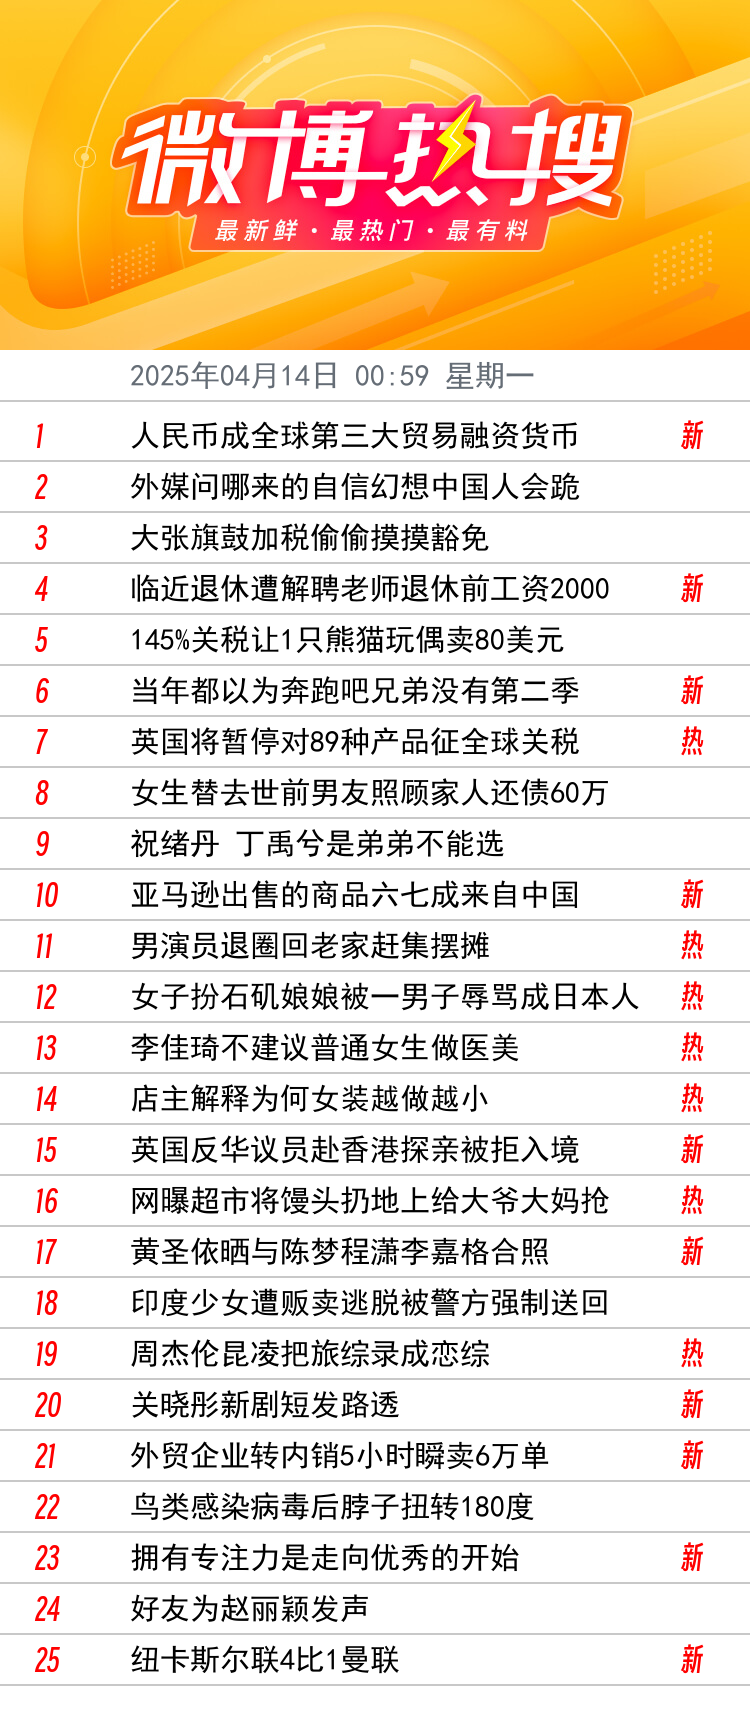 微博热搜
最新鲜·最热门·最有料
2025年04月14日 00:59 星期一
1 人民币成全球第三大贸易融资货币 新
2 外媒问哪来的自信幻想中国人会跪
3 大张旗鼓加税偷偷摸摸豁免
4 临近退休遭解聘老师退休前工资2000 新
5 145%关税让1只熊猫玩偶卖80美元
6 当年都以为奔跑吧兄弟没有第二季 新
7 英国将暂停对89种产品征全球关税 热
8 女生替去世前男友照顾家人还债60万
9 祝绪丹 丁禹兮是弟弟不能选
10 亚马逊出售的商品六七成来自中国 新
11 男演员退圈回老家赶集摆摊 热
12 女子扮石矶娘娘被一男子辱骂成日本人 热
13 李佳琦不建议普通女生做医美 热
14 店主解释为何女装越做越小 热
15 英国反华议员赴香港探亲被拒入境 新
16 网曝超市将馒头扔地上给大爷大妈抢 热
17 黄圣依晒与陈梦程潇李嘉格合照 新
18 印度少女遭贩卖逃脱被警方强制送回
19 周杰伦昆凌把旅综录成恋综 热
20 关晓彤新剧短发路透 新
21 外贸企业转内销5小时瞬卖6万单 新
22 鸟类感染病毒后脖子扭转180度
23 拥有专注力是走向优秀的开始 新
24 好友为赵丽颖发声
25 纽卡斯尔联4比1曼联 新